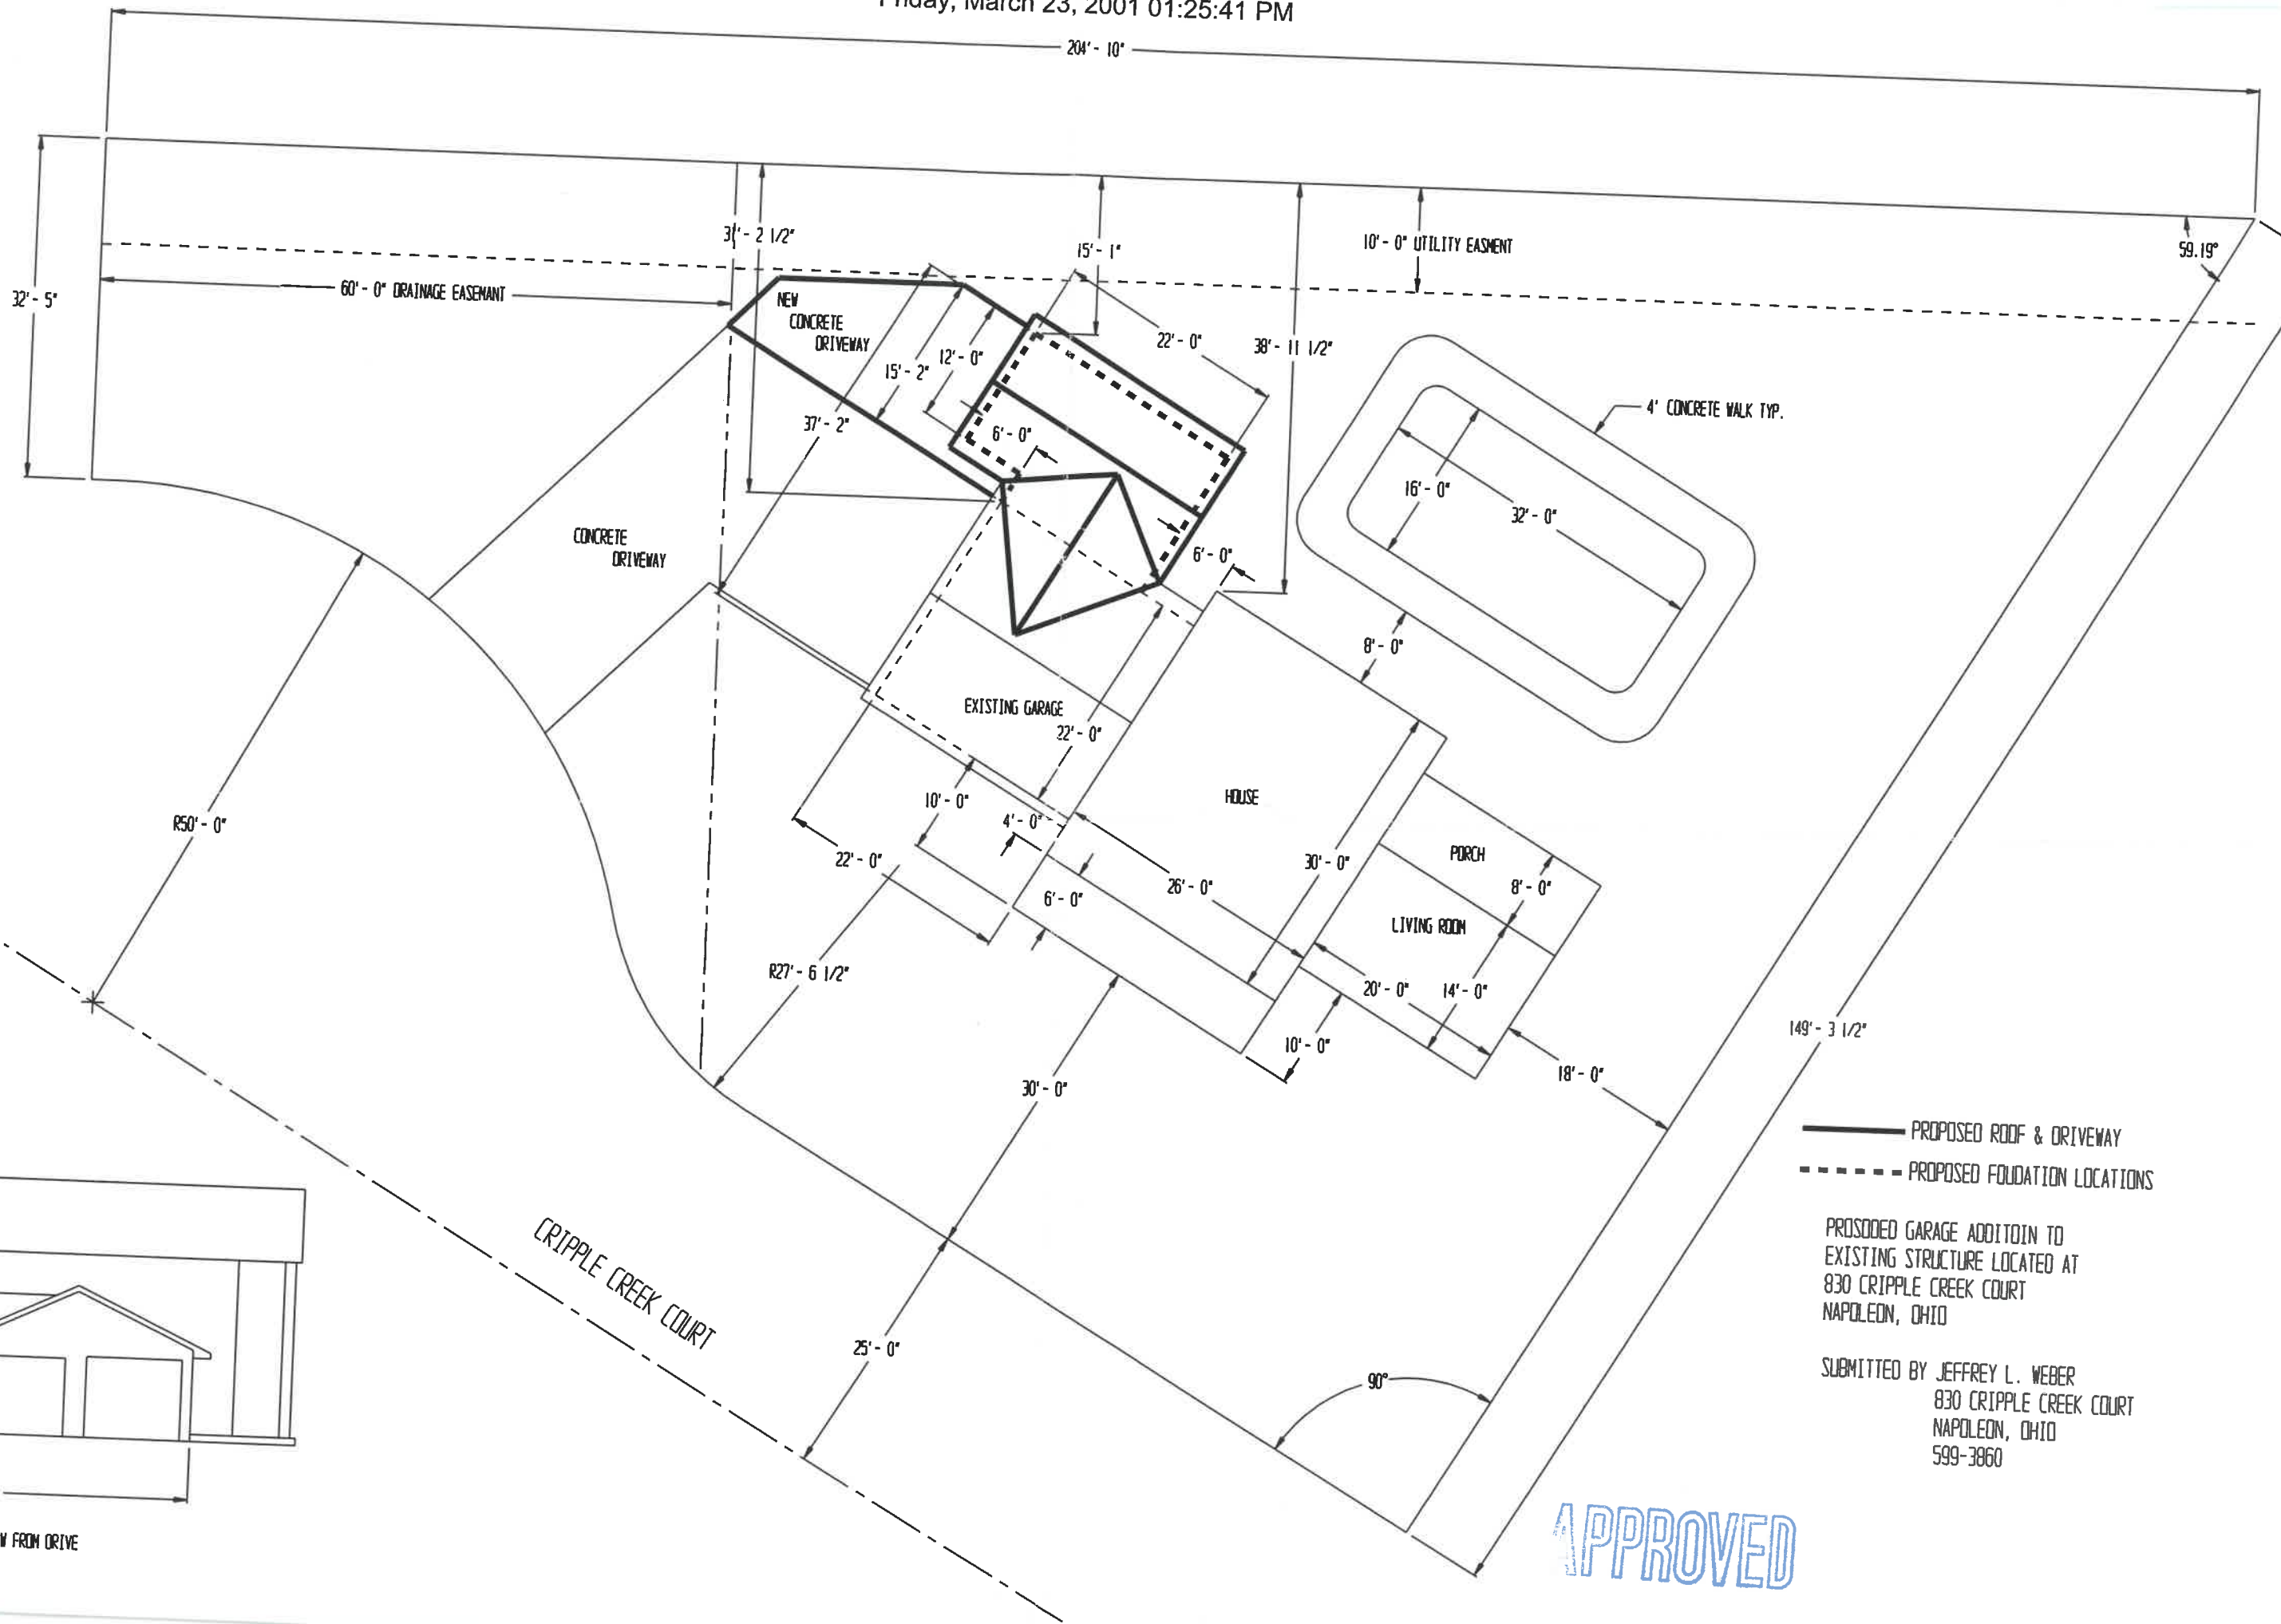 Friday, March 23, 2001 01:25:41 PM
204'- 10"
32'- 5"
60'- 0" DRAINAGE EASEMANT
31'- 2 1/2"
15'- 1"
10'- 0" UTILITY EASMENT
59.19°
NEW
CONCRETE
DRIVEWAY
15'- 2"
12'- 0"
22'- 0"
38'- 11 1/2"
37'- 2"
6'- 0"
4' CONCRETE WALK TYP.
16'- 0"
32'- 0"
CONCRETE
DRIVEWAY
6'- 0"
8'- 0"
EXISTING GARAGE
22'- 0"
HOUSE
10'- 0"
4'- 0"
R50'- 0"
22'- 0"
30'- 0"
PORCH
8'- 0"
26'- 0"
6'- 0"
LIVING ROOM
R27'- 6 1/2"
20'- 0"
14'- 0"
10'- 0"
149'- 3 1/2"
18'- 0"
30'- 0"
PROPOSED ROOF & DRIVEWAY
PROPOSED FOUDATION LOCATIONS
CRIPPLE CREEK COURT
25'- 0"
90°
PROSODED GARAGE ADDITOIN TO
EXISTING STRUCTURE LOCATED AT
830 CRIPPLE CREEK COURT
NAPOLEON, OHIO
SUBMITTED BY JEFFREY L. WEBER
830 CRIPPLE CREEK COURT
NAPOLEON, OHIO
599-3860
W FROM DRIVE
APPROVED